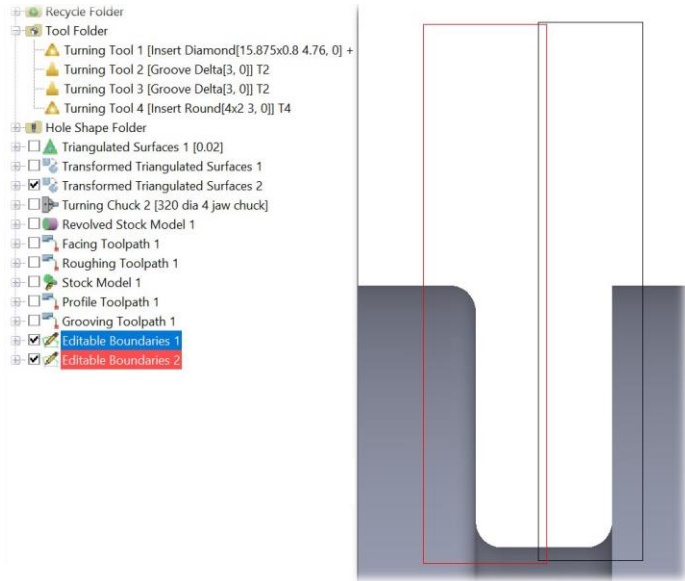 Recycle Folder
Tool Folder
Turning Tool 1 [Insert Diamond[15.875x0.8 4.76, 0] +
Turning Tool 2 [Groove Delta[3, 0]] T2
Turning Tool 3 [Groove Delta[3, 0]] T2
Turning Tool 4 [Insert Round[4x2 3, 0]] T4
Hole Shape Folder
Triangulated Surfaces 1 [0.02]
Transformed Triangulated Surfaces 1
Transformed Triangulated Surfaces 2
Turning Chuck 2 [320 dia 4 jaw chuck]
Revolved Stock Model 1
Facing Toolpath 1
Roughing Toolpath 1
Stock Model 1
Profile Toolpath 1
Grooving Toolpath 1
Editable Boundaries 1
Editable Boundaries 2